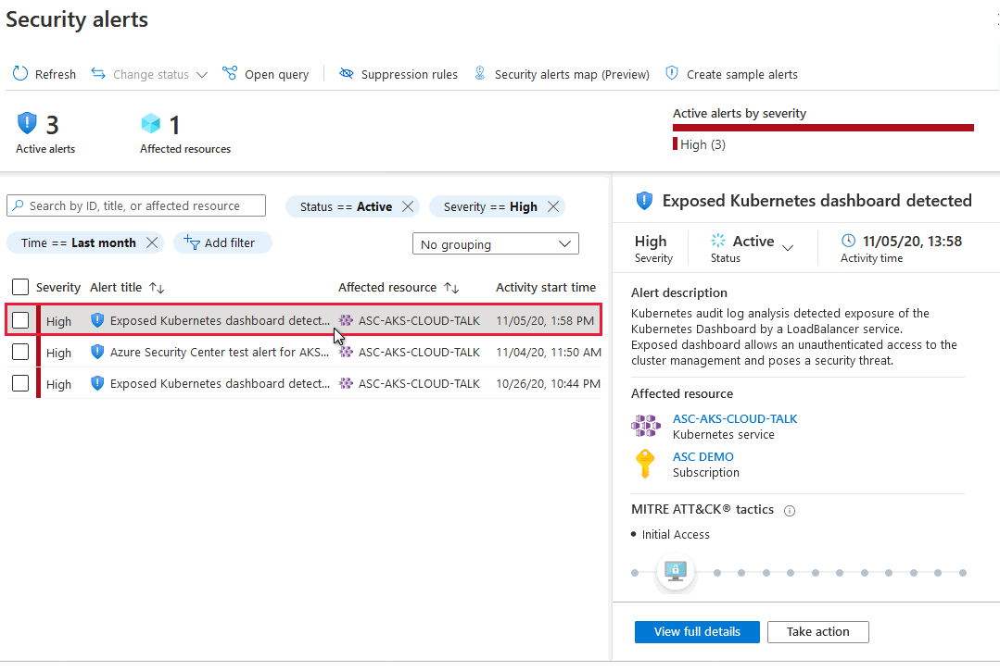 Security alerts
Refresh Change status Open query Suppression rules Security alerts map (Preview) Create sample alerts
3 Active alerts
1 Affected resources
Active alerts by severity
High (3)
Search by ID, title, or affected resource
Status == Active
Severity == High
Time == Last month
Add filter
No grouping
Severity Alert title Affected resource Activity start time
High Exposed Kubernetes dashboard detect... ASC-AKS-CLOUD-TALK 11/05/20, 1:58 PM
High Azure Security Center test alert for AKS... ASC-AKS-CLOUD-TALK 11/04/20, 11:50 AM
High Exposed Kubernetes dashboard detect... ASC-AKS-CLOUD-TALK 10/26/20, 10:44 PM
Exposed Kubernetes dashboard detected
High Active 11/05/20, 13:58
Severity Status Activity time
Alert description
Kubernetes audit log analysis detected exposure of the
Kubernetes Dashboard by a LoadBalancer service.
Exposed dashboard allows an unauthenticated access to the
cluster management and poses a security threat.
Affected resource
ASC-AKS-CLOUD-TALK
Kubernetes service
ASC DEMO
Subscription
MITRE ATT&CK® tactics
• Initial Access
View full details Take action